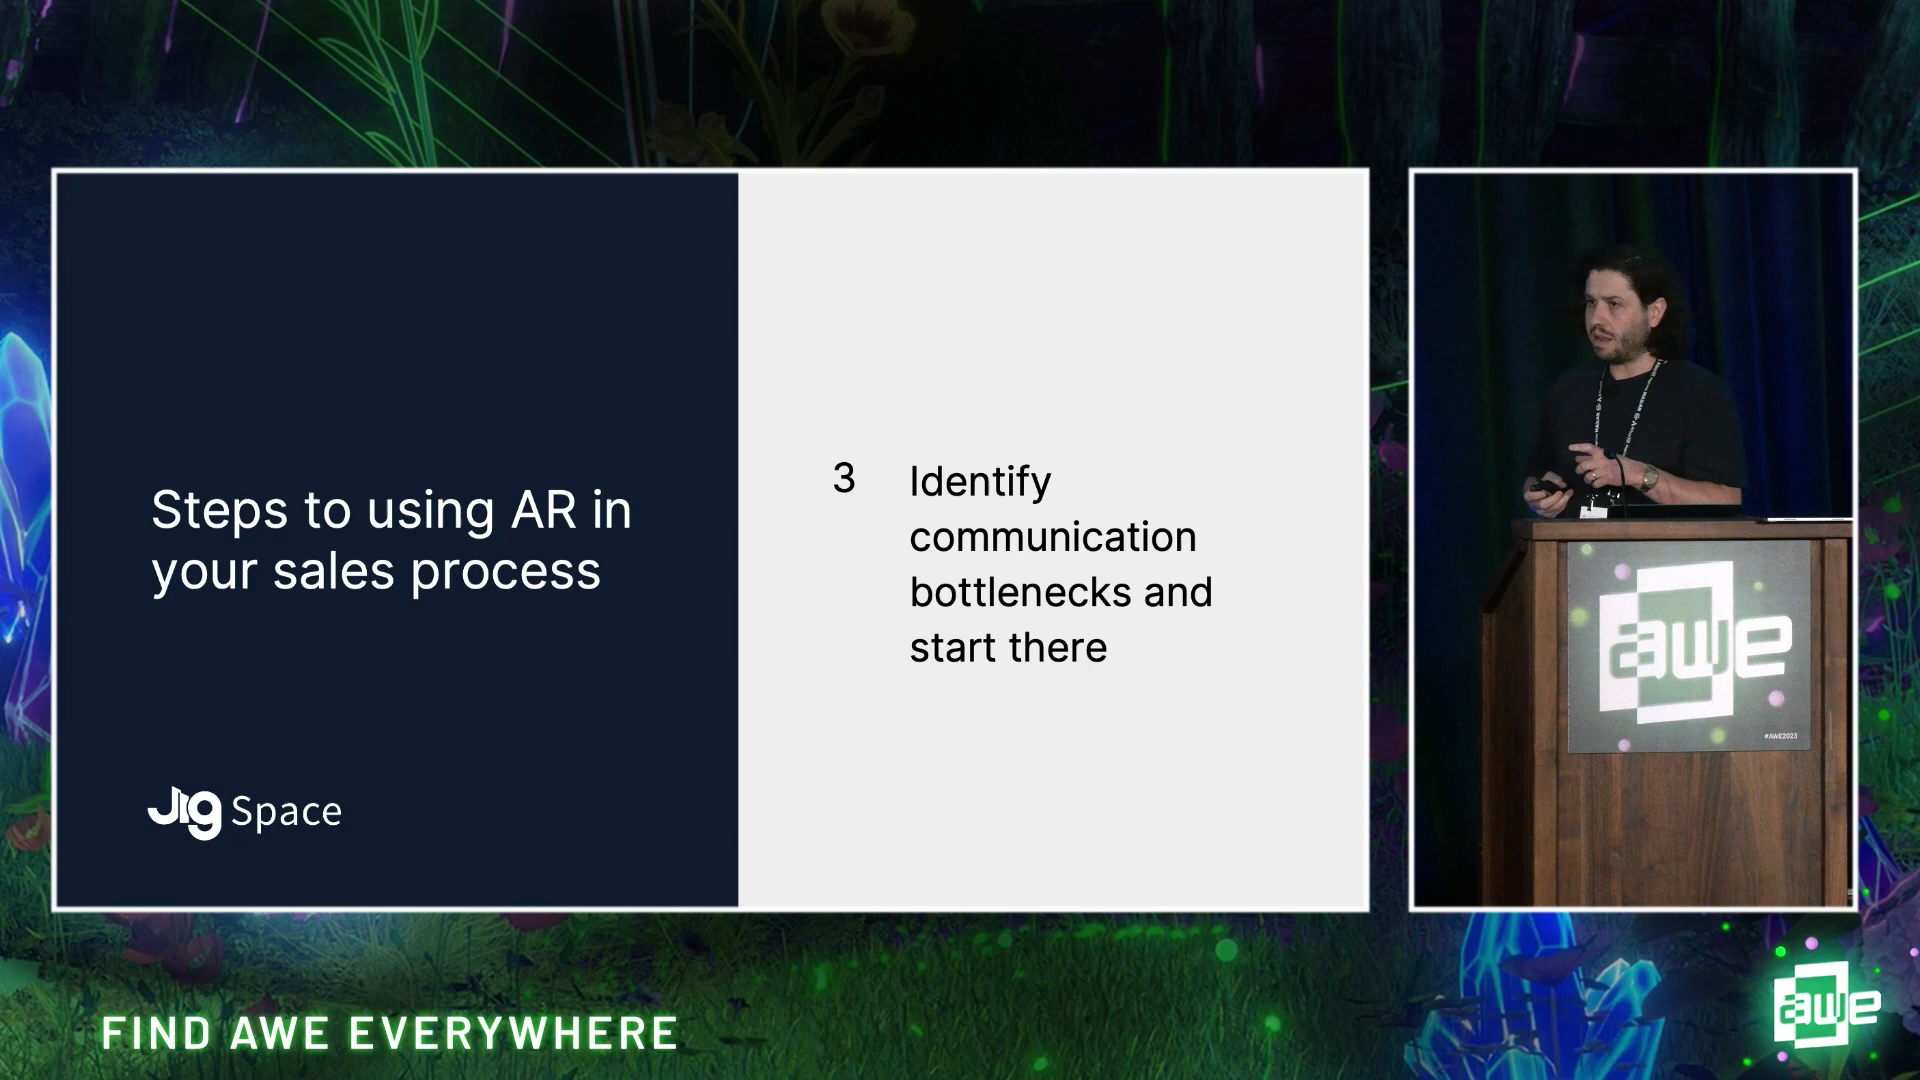 Steps to using AR in
your sales process
Jig Space
3
Identify
communication
bottlenecks and
start there
awe
#AWE2023
FIND AWE EVERYWHERE
awe